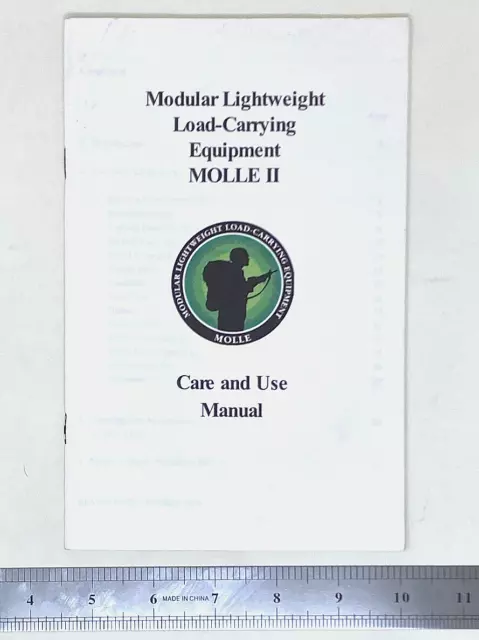 Modular Lightweight
Load-Carrying
Equipment
MOLLE II
MODULAR LIGHTWEIGHT LOAD-CARRYING EQUIPMENT
MOLLE
Care and Use
Manual
4 5 6 MADE IN CHINA 7 8 9 10 11